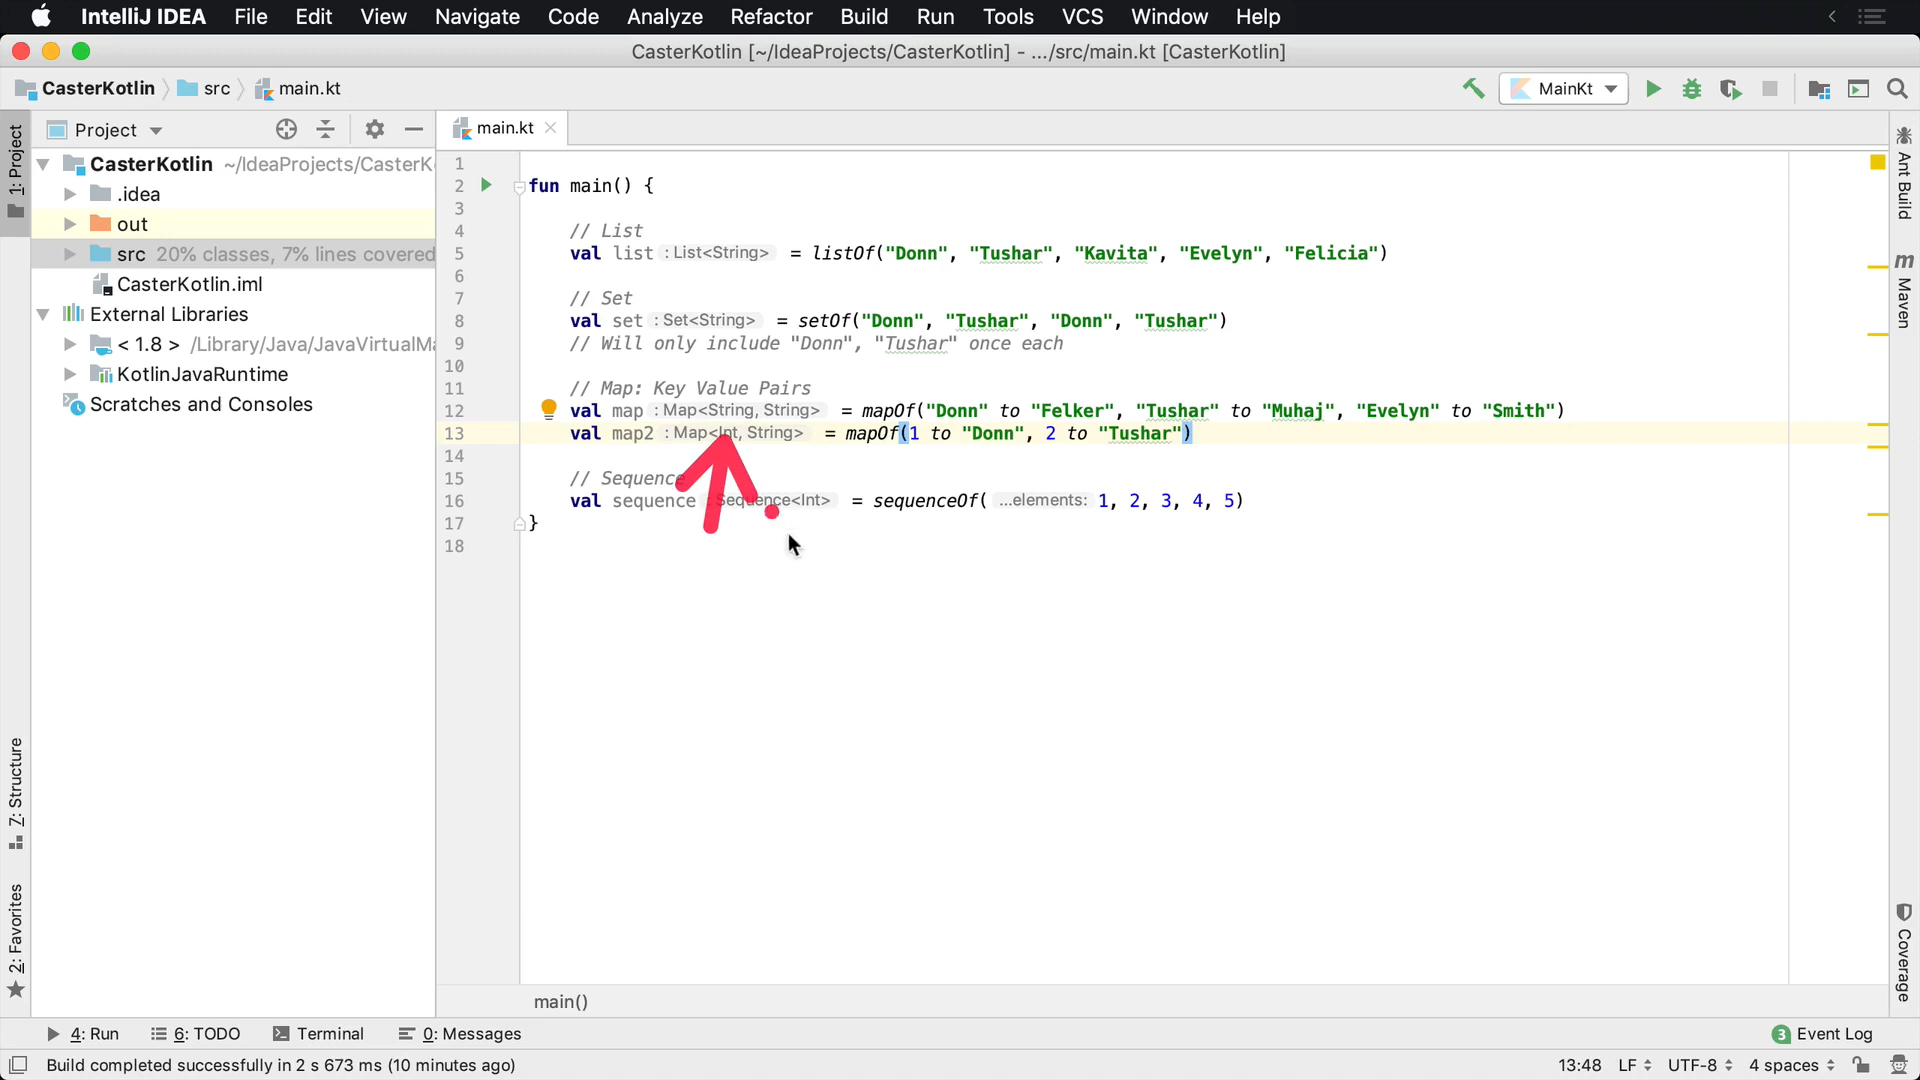 IntelliJ IDEA File Edit View Navigate Code Analyze Refactor Build Run Tools VCS Window Help
CasterKotlin [~/IdeaProjects/CasterKotlin] - .../src/main.kt [CasterKotlin]
CasterKotlin src main.kt
MainKt
1: Project
Project
CasterKotlin ~/IdeaProjects/CasterK
.idea
out
src 20% classes, 7% lines covered
CasterKotlin.iml
External Libraries
< 1.8 > /Library/Java/JavaVirtualMa
KotlinJavaRuntime
Scratches and Consoles
Z: Structure
2: Favorites
main.kt
1
2 fun main() {
3
4 // List
5 val list : List<String> = listOf("Donn", "Tushar", "Kavita", "Evelyn", "Felicia")
6
7 // Set
8 val set : Set<String> = setOf("Donn", "Tushar", "Donn", "Tushar")
9 // Will only include "Donn", "Tushar" once each
10
11 // Map: Key Value Pairs
12 val map : Map<String, String> = mapOf("Donn" to "Felker", "Tushar" to "Muhaj", "Evelyn" to "Smith")
13 val map2 : Map<Int, String> = mapOf(1 to "Donn", 2 to "Tushar")
14
15 // Sequence
16 val sequence : Sequence<Int> = sequenceOf( ...elements: 1, 2, 3, 4, 5)
17 }
18
main()
Ant Build
Maven
Coverage
4: Run 6: TODO Terminal 0: Messages
3 Event Log
Build completed successfully in 2 s 673 ms (10 minutes ago)
13:48 LF UTF-8 4 spaces